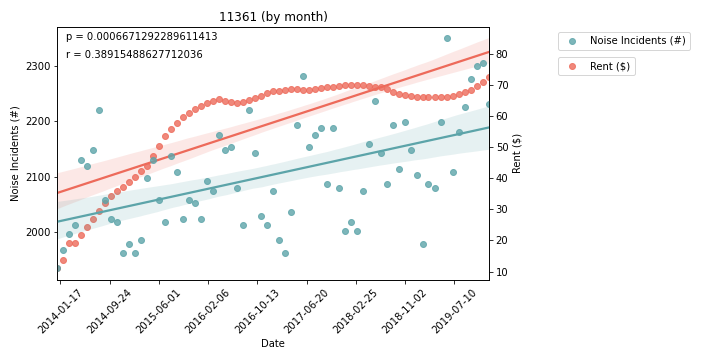 11361 (by month)
p = 0.0006671292289611413
r = 0.38915488627712036
Noise Incidents (#)
Rent ($)
2300
2200
2100
2000
Noise Incidents (#)
80
70
60
50
40
30
20
10
Rent ($)
2014-01-17
2014-09-24
2015-06-01
2016-02-06
2016-10-13
2017-06-20
2018-02-25
2018-11-02
2019-07-10
Date